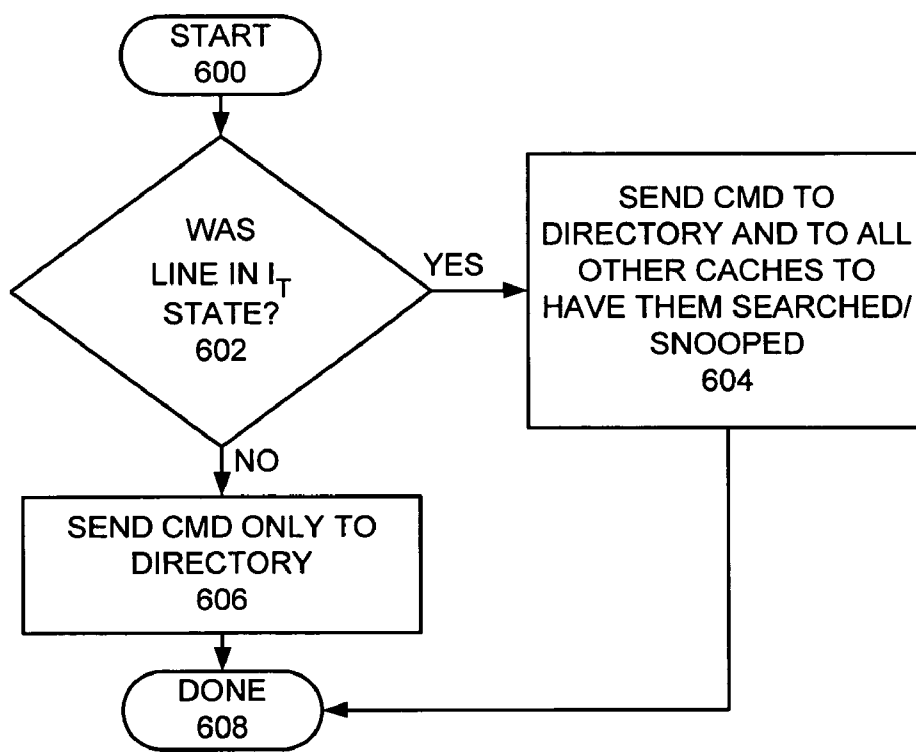 START
600
WAS
LINE IN I_T
STATE?
602
YES
SEND CMD TO
DIRECTORY AND TO ALL
OTHER CACHES TO
HAVE THEM SEARCHED/
SNOOPED
604
NO
SEND CMD ONLY TO
DIRECTORY
606
DONE
608